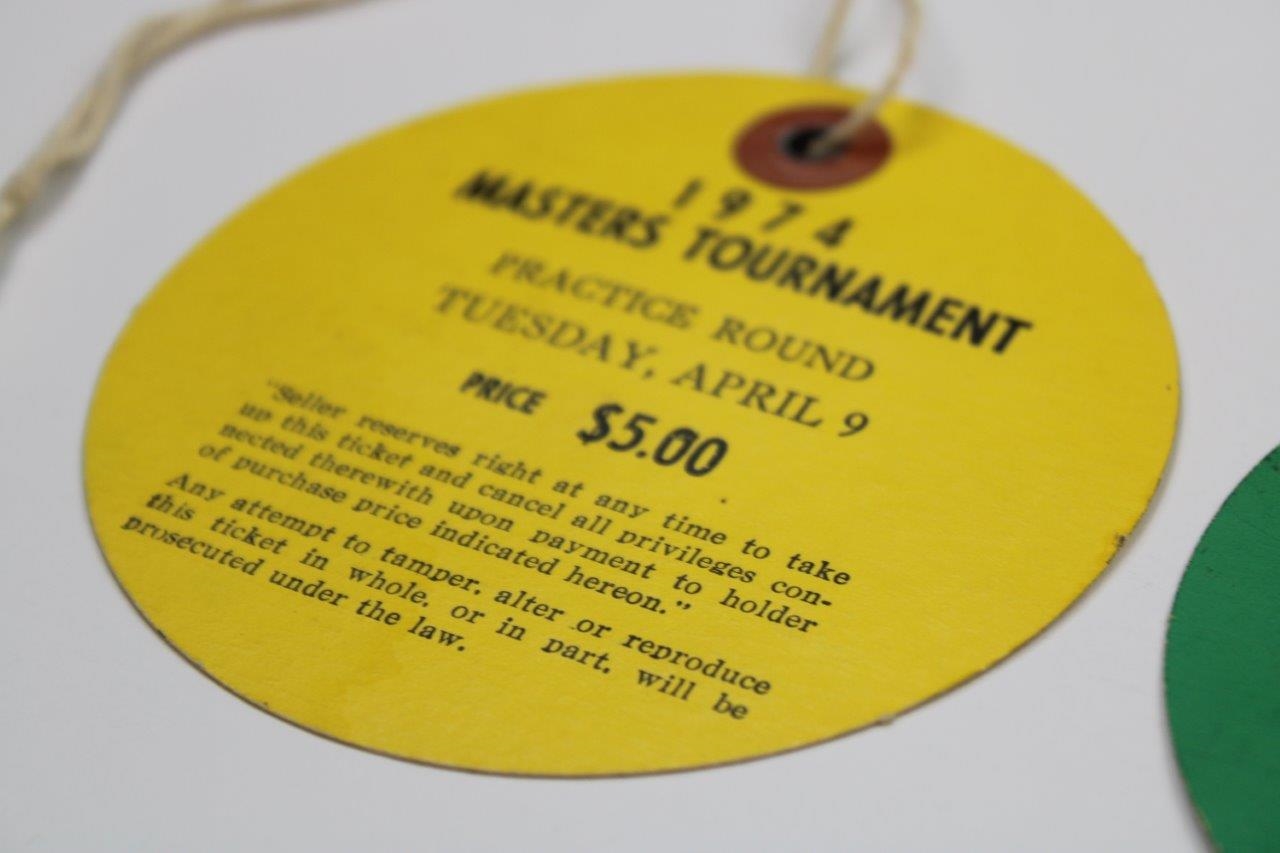 1974
MASTERS TOURNAMENT
PRACTICE ROUND
TUESDAY, APRIL 9
PRICE $5.00
"Seller reserves right at any time to take
up this ticket and cancel all privileges con-
nected therewith upon payment to holder
of purchase price indicated hereon."
Any attempt to tamper, alter or reproduce
this ticket in whole, or in part, will be
prosecuted under the law.